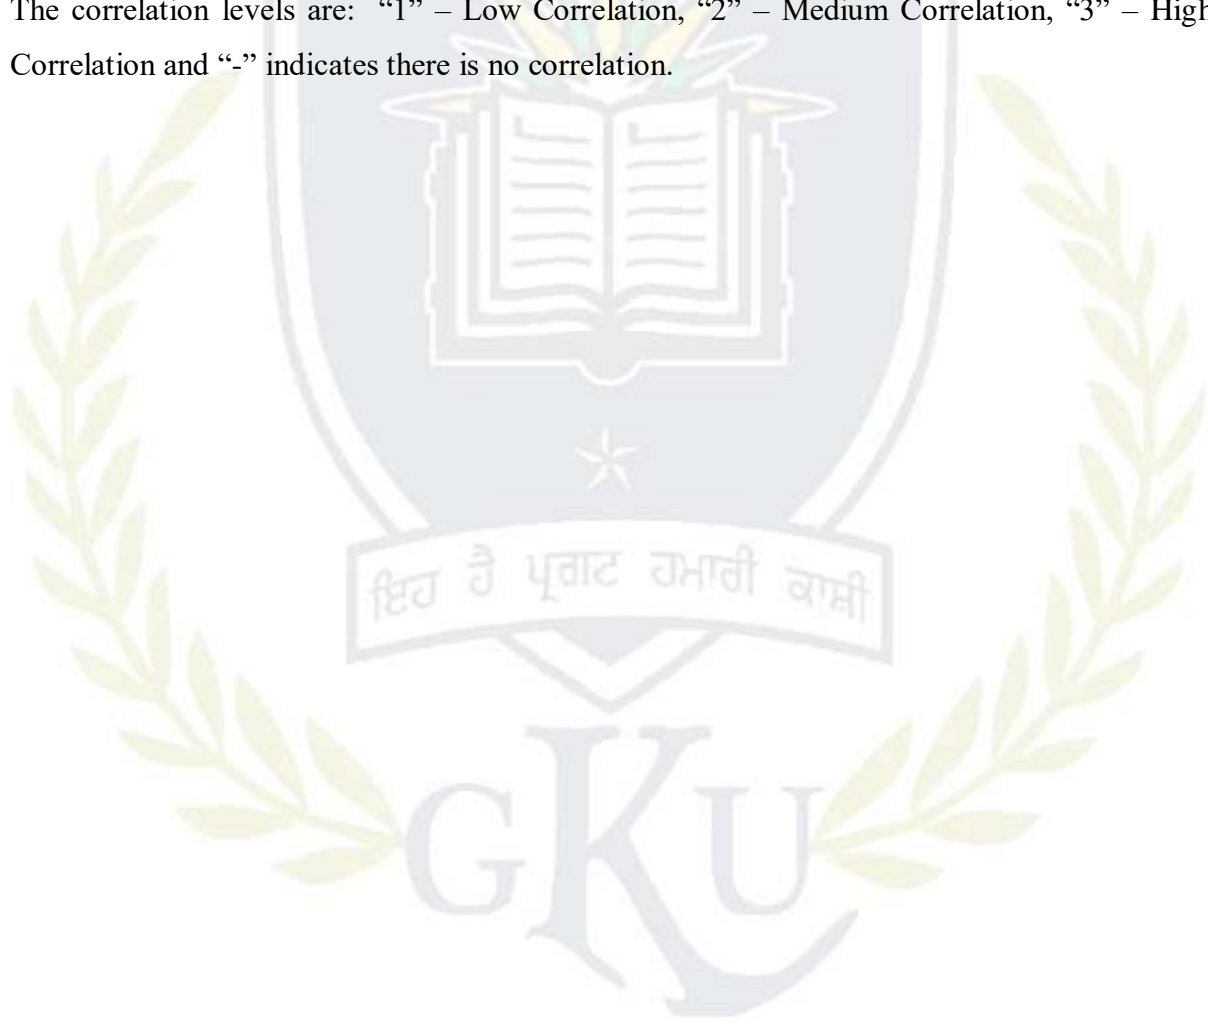 The correlation levels are: “1” – Low Correlation, “2” – Medium Correlation, “3” – High
Correlation and “-” indicates there is no correlation.
ਇਹ ਹੈ ਪ੍ਰਗਟ ਹਮਾਰੀ ਕਾਸ਼ੀ
GKU